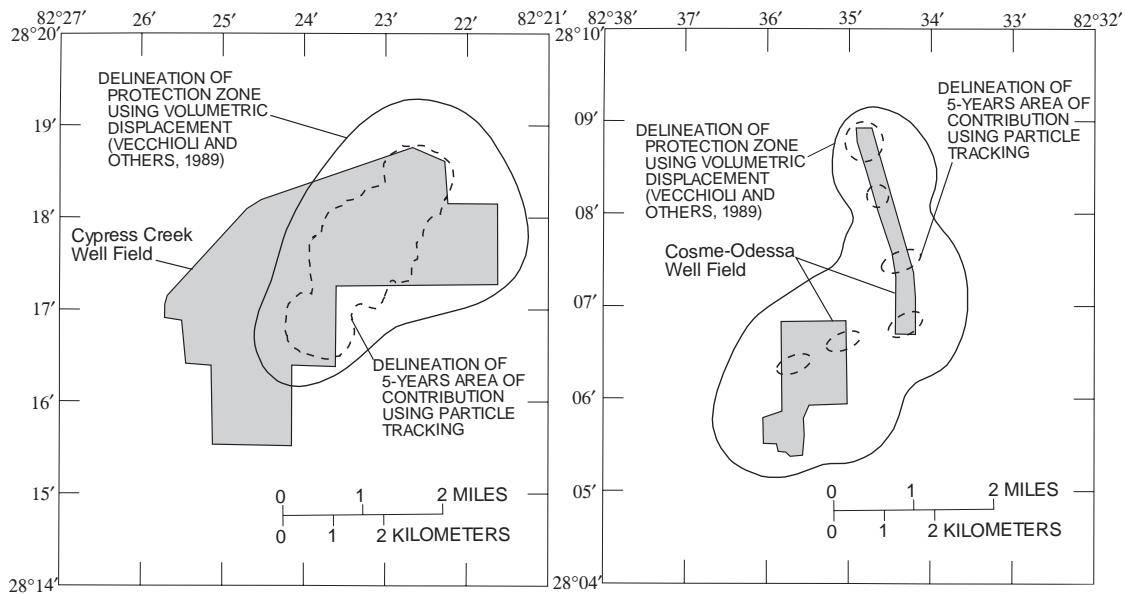 82°27′ 26 25 24 23 22 82°21′
28°20′
19′
18′
17′
16′
15′
28°14′
DELINEATION OF
PROTECTION ZONE
USING VOLUMETRIC
DISPLACEMENT
(VECCHIOLI AND
OTHERS, 1989)
Cypress Creek
Well Field
DELINEATION OF
5-YEARS AREA OF
CONTRIBUTION
USING PARTICLE
TRACKING
0 1 2 MILES
0 1 2 KILOMETERS
82°38′ 37′ 36′ 35′ 34′ 33′ 82°32′
28°10′
09′
08′
07′
06′
05′
28°04′
DELINEATION OF
PROTECTION ZONE
USING VOLUMETRIC
DISPLACEMENT
(VECCHIOLI AND
OTHERS, 1989)
DELINEATION OF
5-YEARS AREA OF
CONTRIBUTION
USING PARTICLE
TRACKING
Cosme-Odessa
Well Field
0 1 2 MILES
0 1 2 KILOMETERS